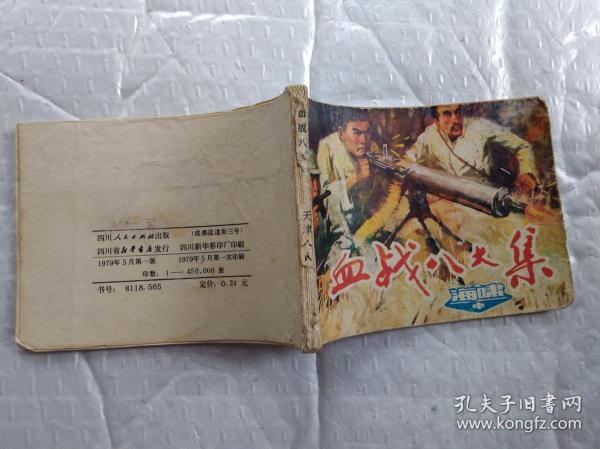 四川人民出版社出版 （成都盐道街三号）
四川省新华书店发行 四川新华彩印厂印刷
1979年5月第一版 1979年5月第一次印刷
印数：1—450,000册
书号：8118·565 定价：0.24元
血战八
天津人民
血战八大集
海啸
中
孔夫子旧书网
www.kongfz.com